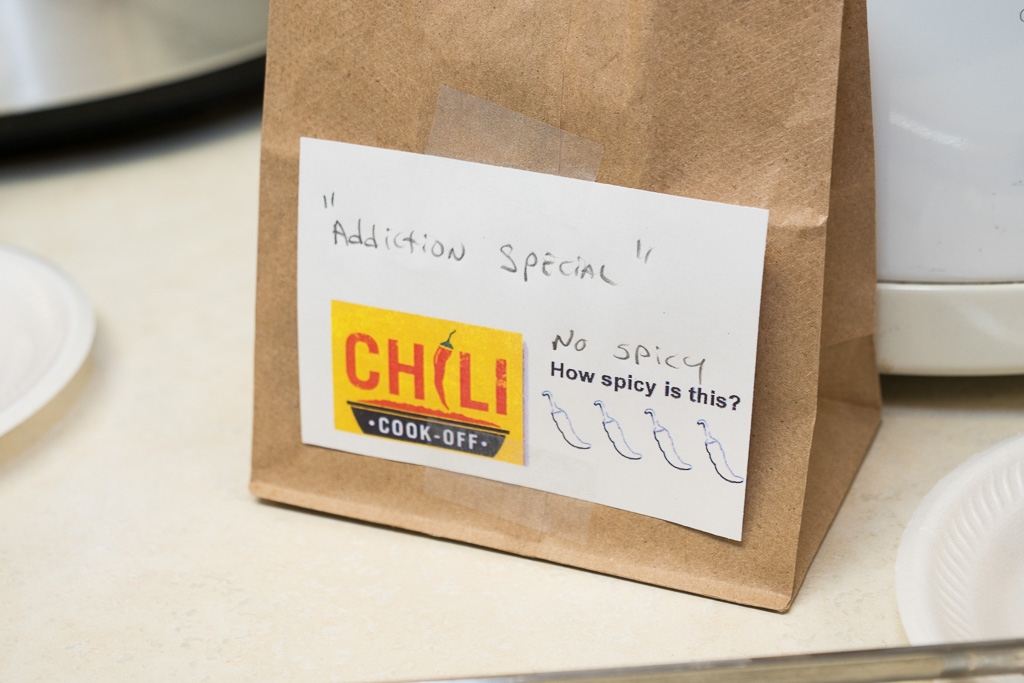 "Addiction Special"
CHILI
•COOK-OFF•
No spicy
How spicy is this?